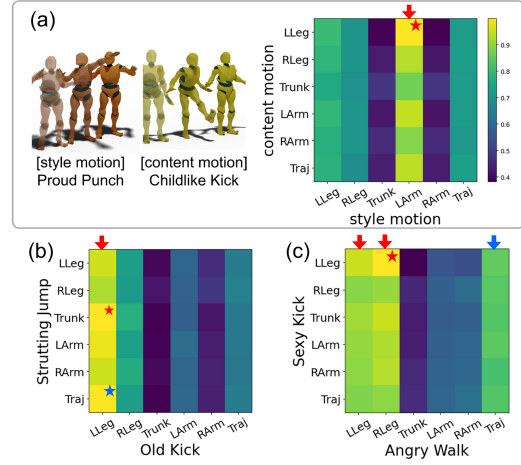 (a)
[style motion]
Proud Punch
[content motion]
Childlike Kick
content motion
LLeg
RLeg
Trunk
LArm
RArm
Traj
LLeg
RLeg
Trunk
LArm
RArm
Traj
style motion
0.9
0.8
0.7
0.6
0.5
0.4
(b)
Strutting Jump
LLeg
RLeg
Trunk
LArm
RArm
Traj
LLeg
RLeg
Trunk
LArm
RArm
Traj
Old Kick
(c)
Sexy Kick
LLeg
RLeg
Trunk
LArm
RArm
Traj
LLeg
RLeg
Trunk
LArm
RArm
Traj
Angry Walk